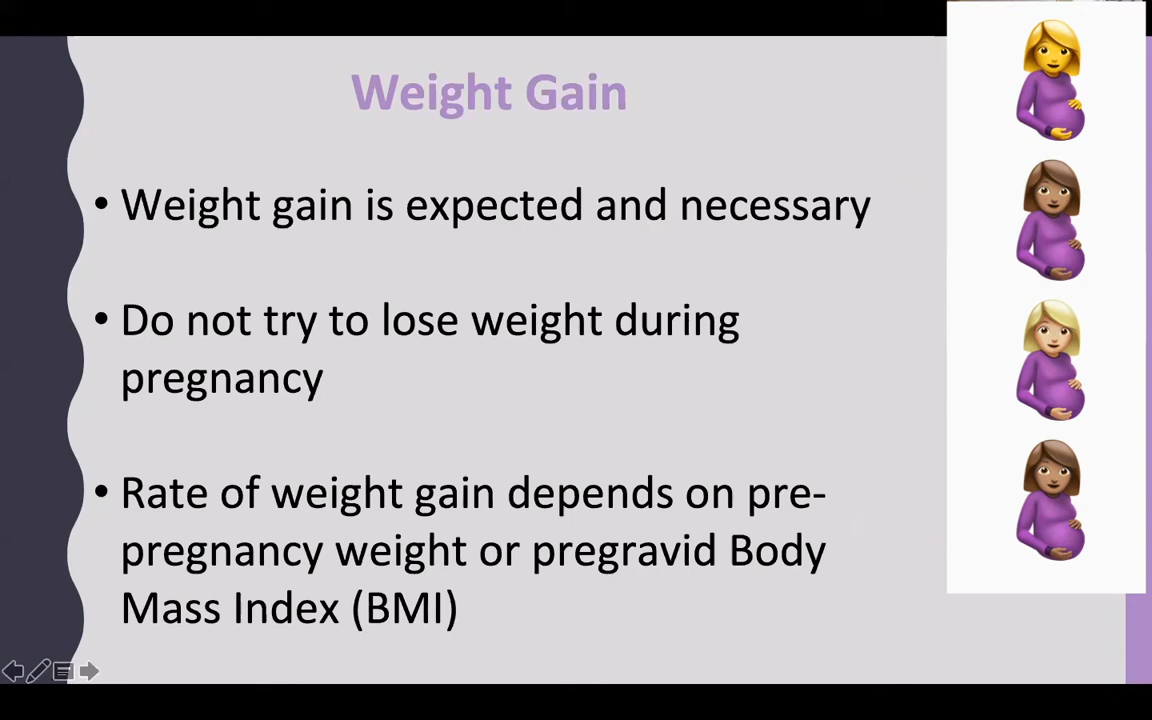 Weight Gain
• Weight gain is expected and necessary
• Do not try to lose weight during
pregnancy
• Rate of weight gain depends on pre-
pregnancy weight or pregravid Body
Mass Index (BMI)